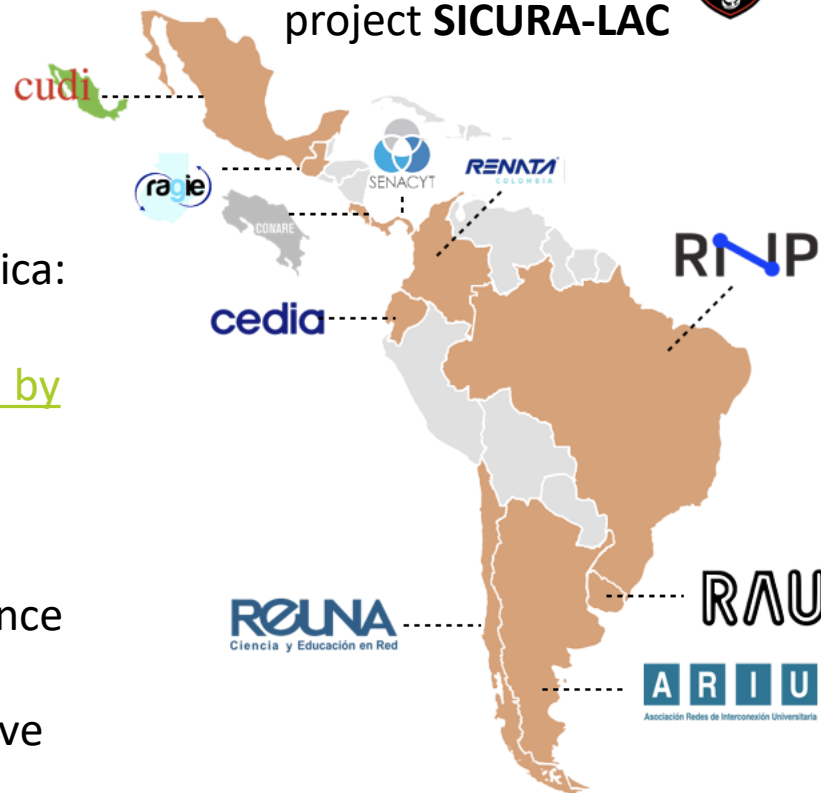 project SICURA-LAC
cudi
ragie
SENACYT
RENATA
COLOMBIA
CONARE
ica:
RNP
cedia
by
nce
REUNA
Ciencia y Educación en Red
RAU
ARIU
Asociación Redes de Interconexión Universitaria
ve